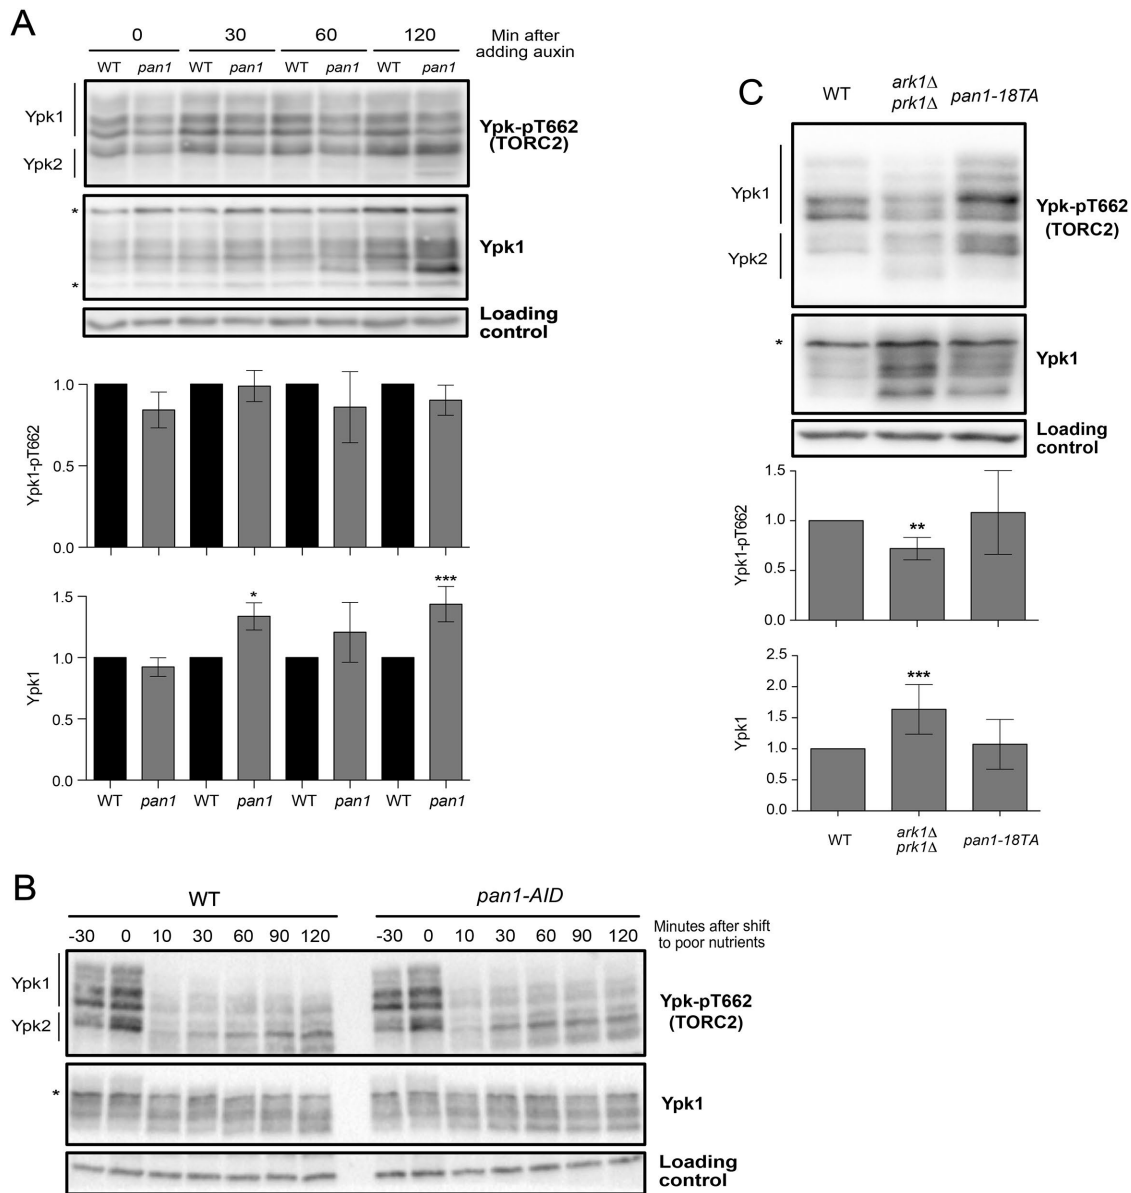 A
0 30 60 120 Min after
adding auxin
WT pan1 WT pan1 WT pan1 WT pan1
Ypk1
Ypk2
Ypk-pT662
(TORC2)
*
*
Ypk1
Loading
control
1.0
0.5
0.0
Ypk1-pT662
1.5
1.0
0.5
0.0
Ypk1
*
***
WT pan1 WT pan1 WT pan1 WT pan1
C
WT ark1Δ prk1Δ pan1-18TA
Ypk1
Ypk2
Ypk-pT662
(TORC2)
*
Ypk1
Loading
control
1.5
1.0
0.5
0.0
Ypk1-pT662
**
2.5
2.0
1.5
1.0
0.5
0.0
Ypk1
***
WT ark1Δ prk1Δ pan1-18TA
B
WT pan1-AID
-30 0 10 30 60 90 120 -30 0 10 30 60 90 120
Minutes after shift
to poor nutrients
Ypk1
Ypk2
Ypk-pT662
(TORC2)
*
Ypk1
Loading
control